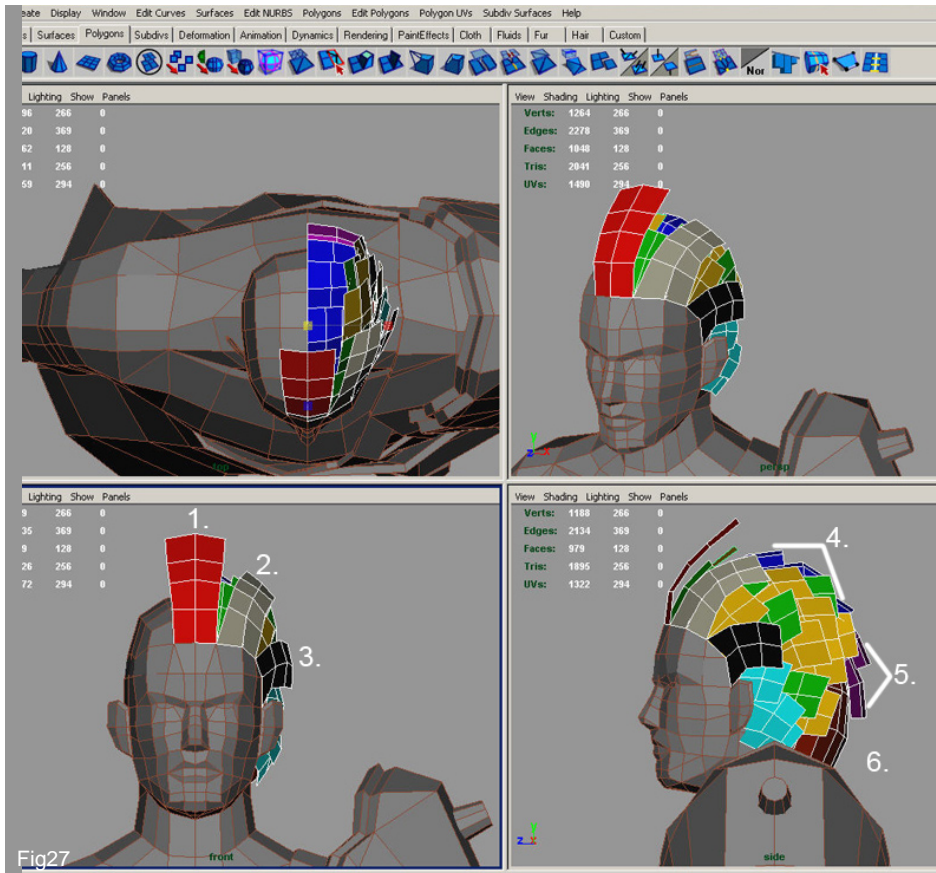 eate Display Window Edit Curves Surfaces Edit NURBS Polygons Edit Polygons Polygon UVs Subdiv Surfaces Help
s Surfaces Polygons Subdivs Deformation Animation Dynamics Rendering PaintEffects Cloth Fluids Fur Hair Custom
Nor
Lighting Show Panels
96 266 0
20 369 0
62 128 0
11 256 0
59 294 0
top
View Shading Lighting Show Panels
Verts: 1264 266 0
Edges: 2278 369 0
Faces: 1048 128 0
Tris: 2041 256 0
UVs: 1490 294 0
y
z x
persp
Lighting Show Panels
9 266 0
35 369 0
9 128 0
26 256 0
72 294 0
1.
2.
3.
Fig27
front
View Shading Lighting Show Panels
Verts: 1188 266 0
Edges: 2134 369 0
Faces: 979 128 0
Tris: 1895 256 0
UVs: 1322 294 0
4.
5.
6.
y
z
side